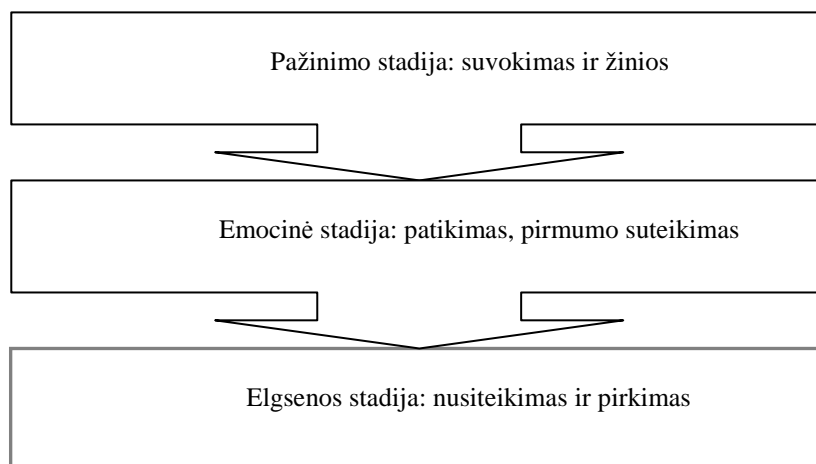 Pažinimo stadija: suvokimas ir žinios
Emocinė stadija: patikimas, pirmumo suteikimas
Elgsenos stadija: nusiteikimas ir pirkimas